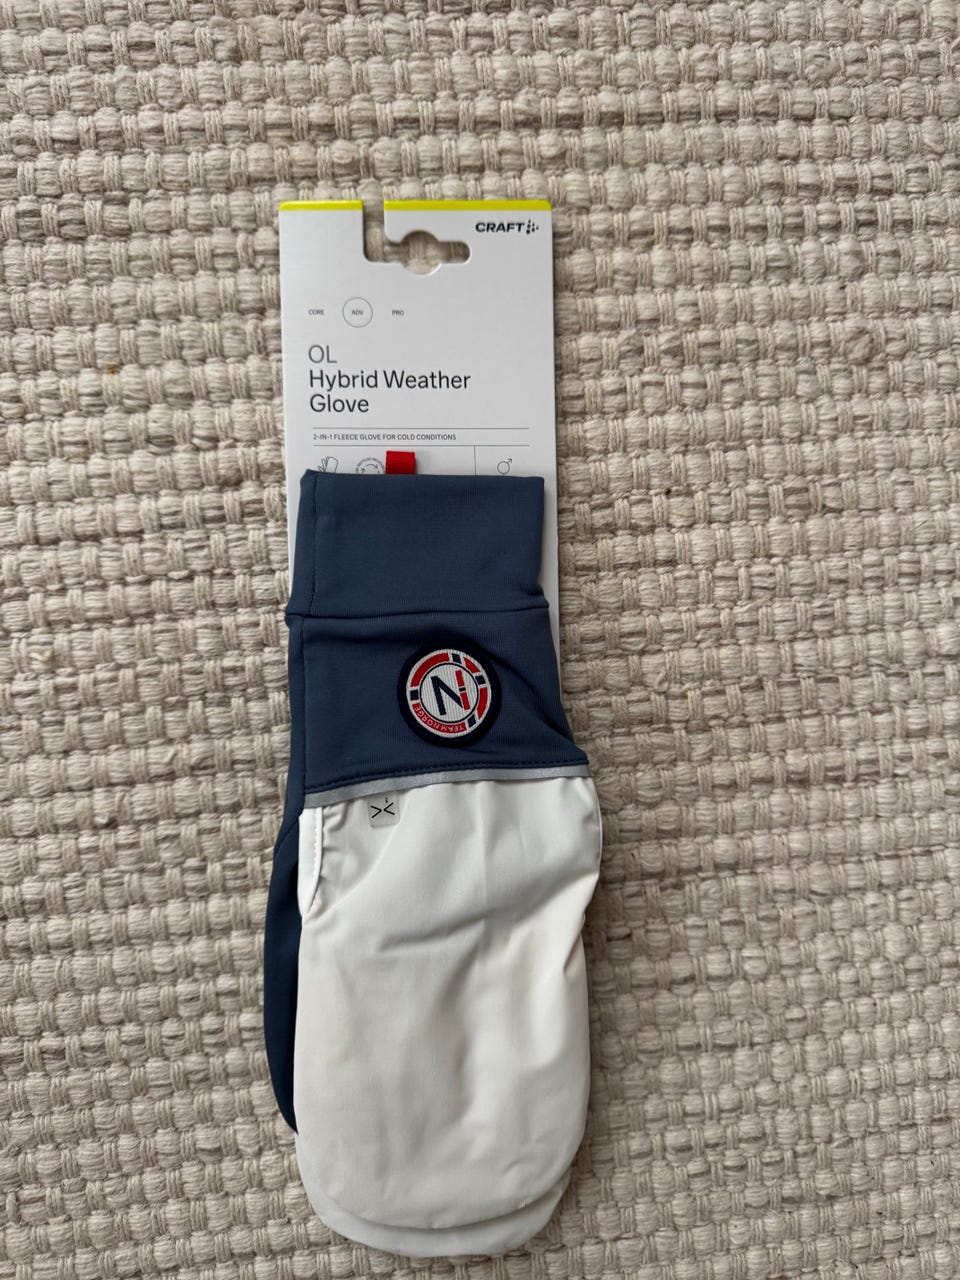 CRAFT
CORE ADV PRO
OL
Hybrid Weather
Glove
2-IN-1 FLEECE GLOVE FOR COLD CONDITIONS
N
TEAM NORGE